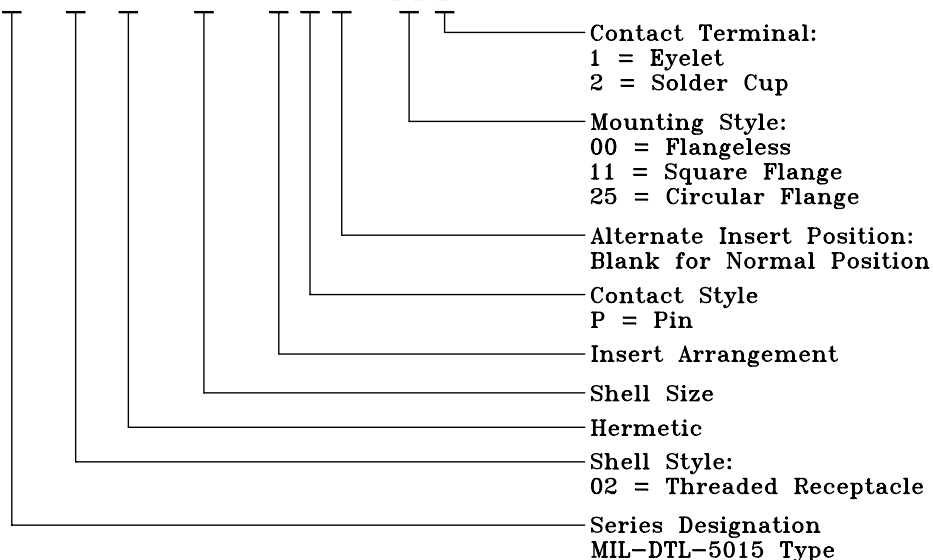 Contact Terminal:
1 = Eyelet
2 = Solder Cup
Mounting Style:
00 = Flangeless
11 = Square Flange
25 = Circular Flange
Alternate Insert Position:
Blank for Normal Position
Contact Style
P = Pin
Insert Arrangement
Shell Size
Hermetic
Shell Style:
02 = Threaded Receptacle
Series Designation
MIL-DTL-5015 Type